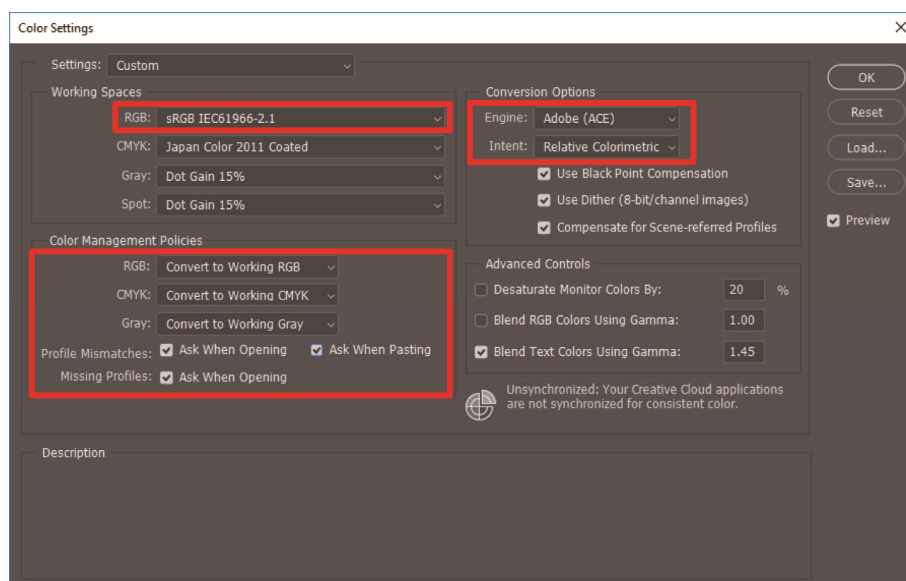 Color Settings
Settings: Custom
Working Spaces
RGB: sRGB IEC61966-2.1
CMYK: Japan Color 2011 Coated
Gray: Dot Gain 15%
Spot: Dot Gain 15%
Color Management Policies
RGB: Convert to Working RGB
CMYK: Convert to Working CMYK
Gray: Convert to Working Gray
Profile Mismatches: Ask When Opening Ask When Pasting
Missing Profiles: Ask When Opening
Conversion Options
Engine: Adobe (ACE)
Intent: Relative Colorimetric
Use Black Point Compensation
Use Dither (8-bit/channel images)
Compensate for Scene-referred Profiles
Advanced Controls
Desaturate Monitor Colors By: 20 %
Blend RGB Colors Using Gamma: 1.00
Blend Text Colors Using Gamma: 1.45
Unsynchronized: Your Creative Cloud applications
are not synchronized for consistent color.
OK
Reset
Load...
Save...
Preview
Description